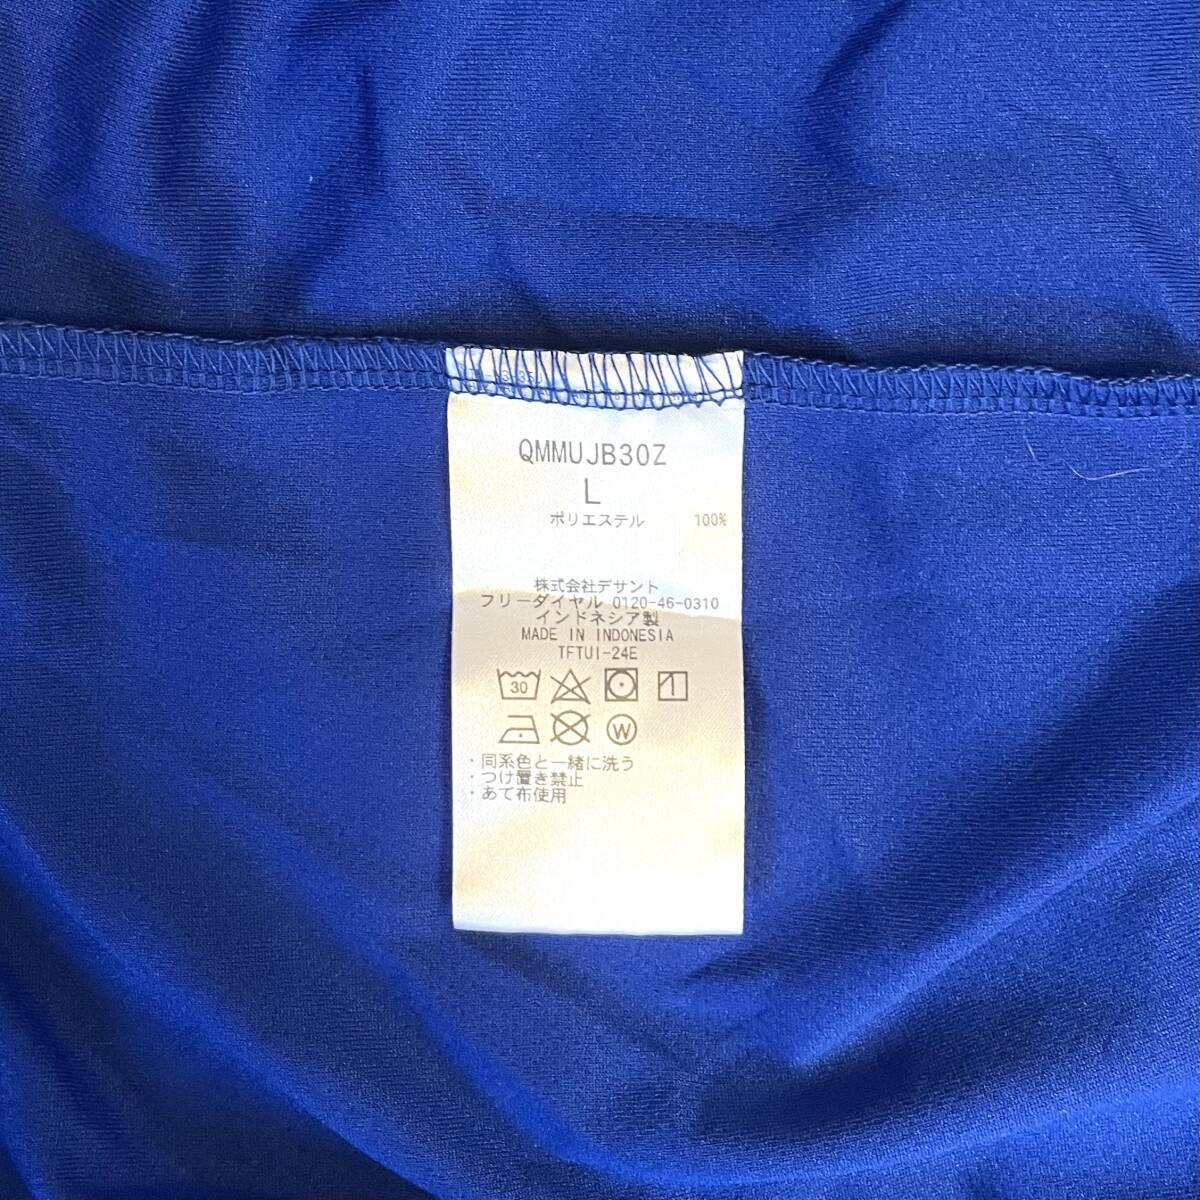 QMMUJB30Z
L
ポリエステル 100%
株式会社デサント
フリーダイヤル 0120-46-0310
インドネシア製
MADE IN INDONESIA
TFTUI-24E
30
1
W
・同系色と一緒に洗う
・つけ置き禁止
・あて布使用